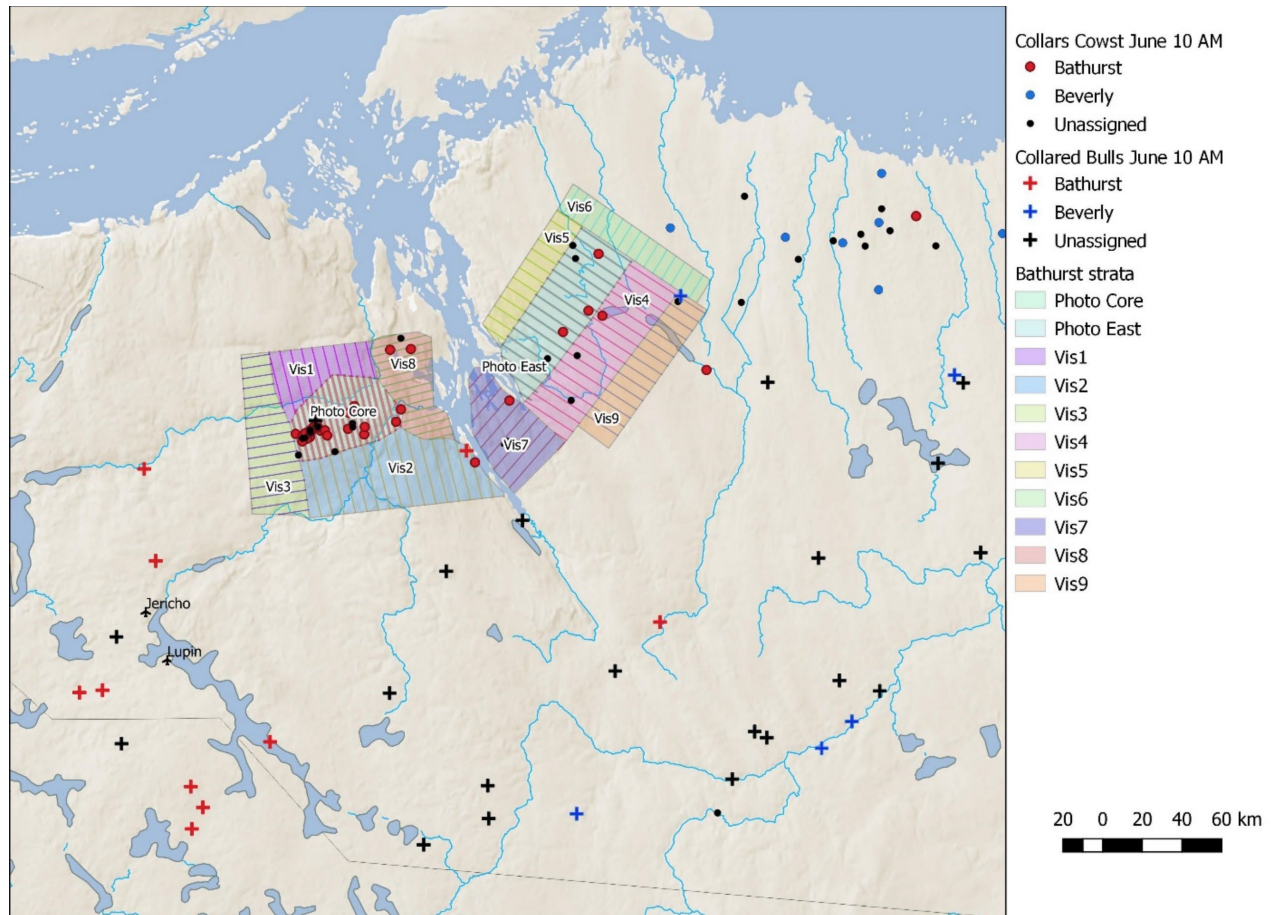 Collars Cowst June 10 AM
Bathurst
Beverly
Unassigned
Collared Bulls June 10 AM
Bathurst
Beverly
Unassigned
Bathurst strata
Photo Core
Photo East
Vis1
Vis2
Vis3
Vis4
Vis5
Vis6
Vis7
Vis8
Vis9
Vis6
Vis5
Vis4
Vis8
Vis1
Photo East
Photo Core
Vis9
Vis7
Vis2
Vis3
Jericho
Lupin
20 0 20 40 60 km